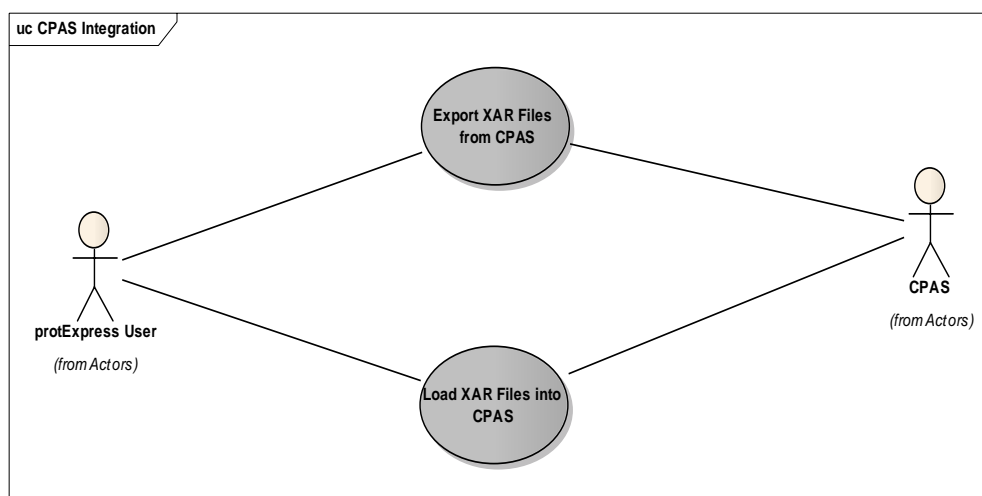 uc CPAS Integration
Export XAR Files
from CPAS
protExpress User
(from Actors)
CPAS
(from Actors)
Load XAR Files into
CPAS